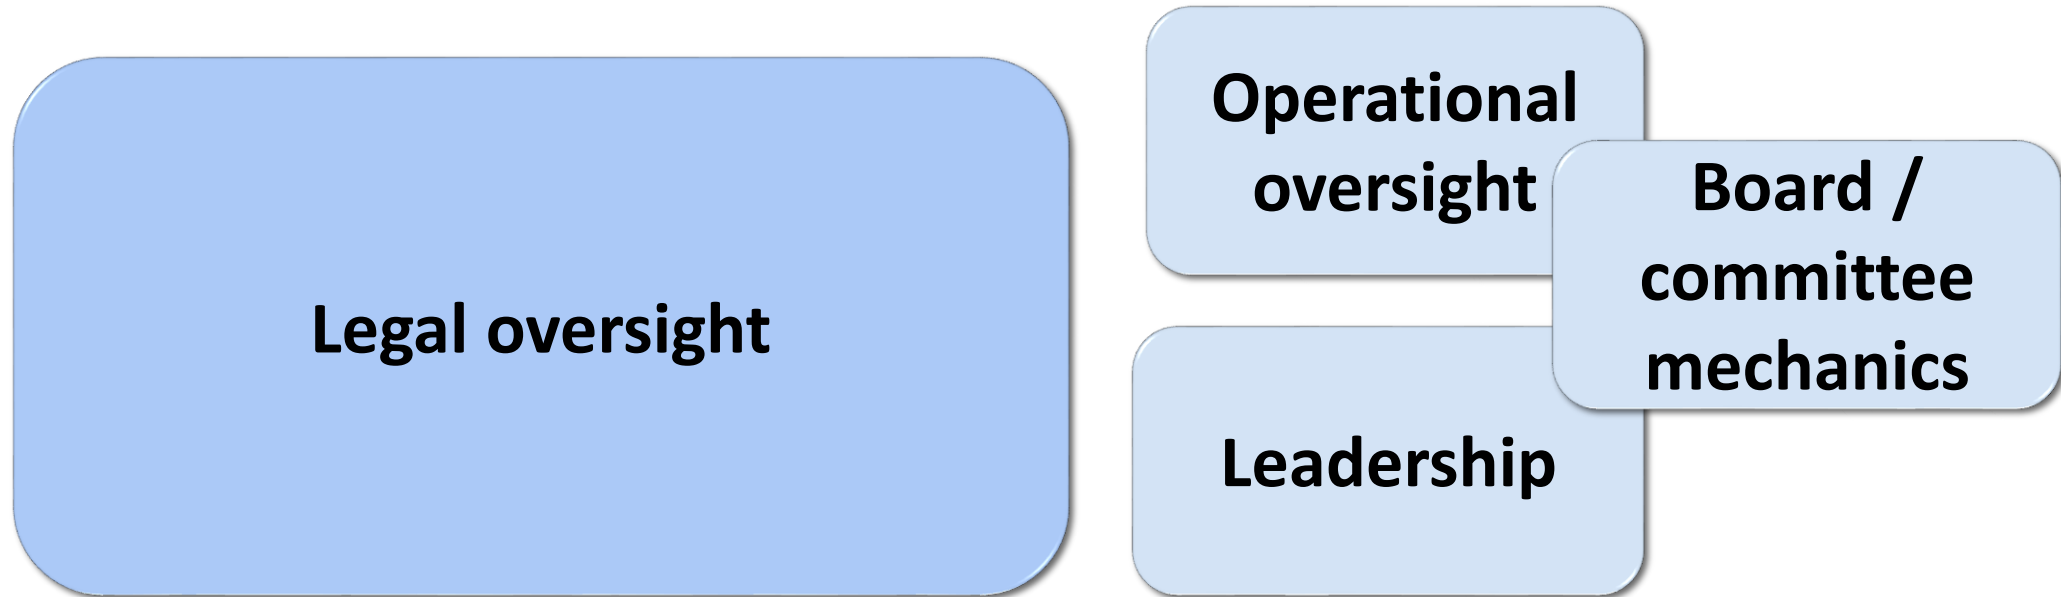 Legal oversight
Operational
oversight
Board /
committee
mechanics
Leadership